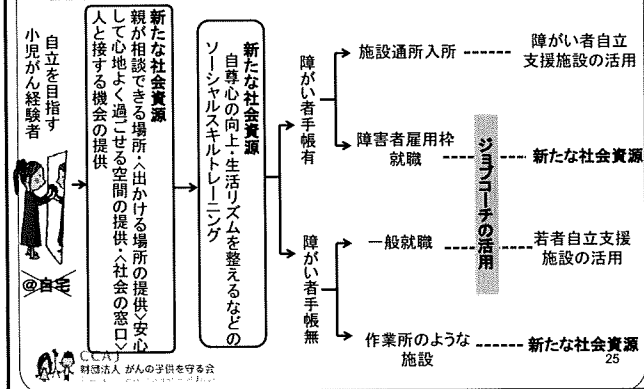 自立を目指す
小児がん経験者
@自宅
新たな社会資源
親が相談できる場所・〈出かける場所の提供〉安心
して心地よく過ごせる空間の提供・〈社会の窓口〉
人と接する機会の提供
新たな社会資源
自尊心の向上・生活リズムを整えるなどの
ソーシャルスキルトレーニング
障がい者手帳有
障がい者手帳無
施設通所入所
障がい者自立
支援施設の活用
障害者雇用枠
就職
新たな社会資源
ジョブコーチの活用
一般就職
若者自立支援
施設の活用
作業所のような
施設
新たな社会資源
25
CCAJ
財団法人 がんの子供を守る会